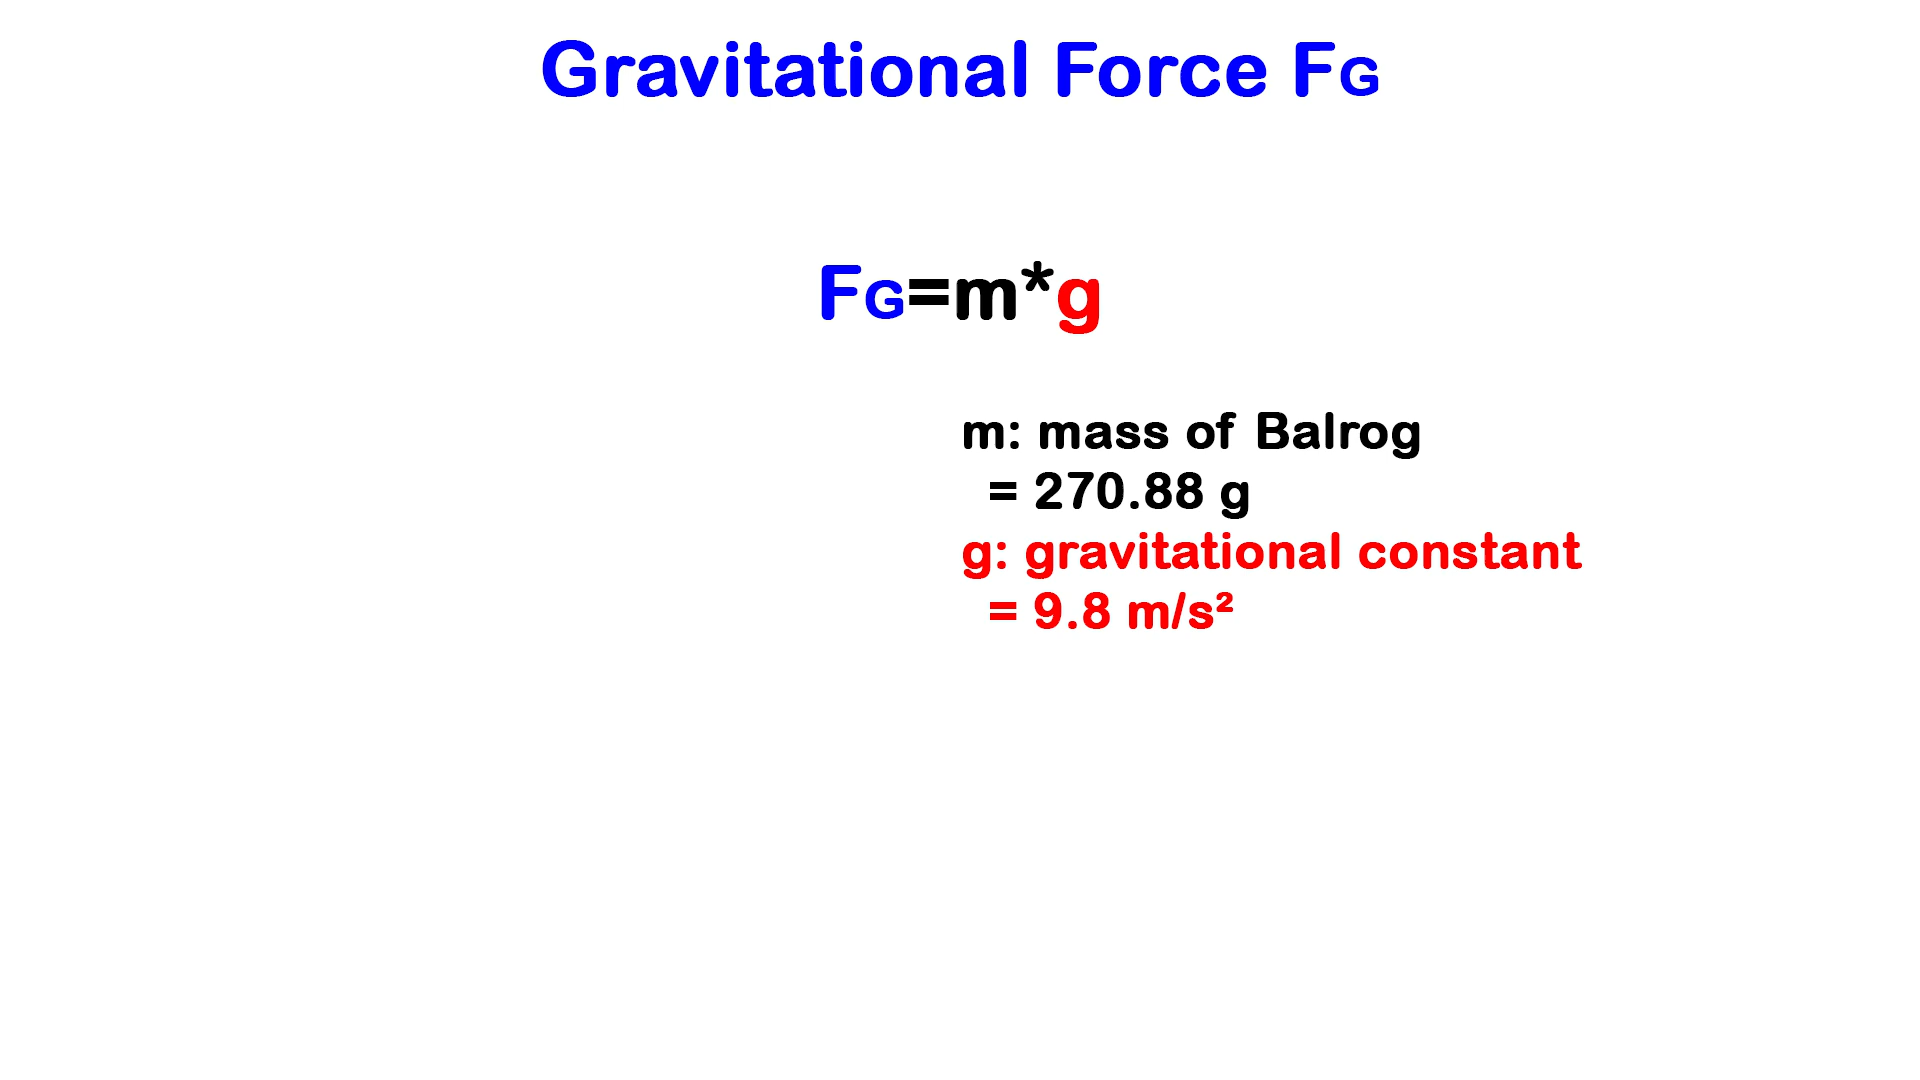 Gravitational Force FG
FG=m*g
m: mass of Balrog
= 270.88 g
g: gravitational constant
= 9.8 m/s²